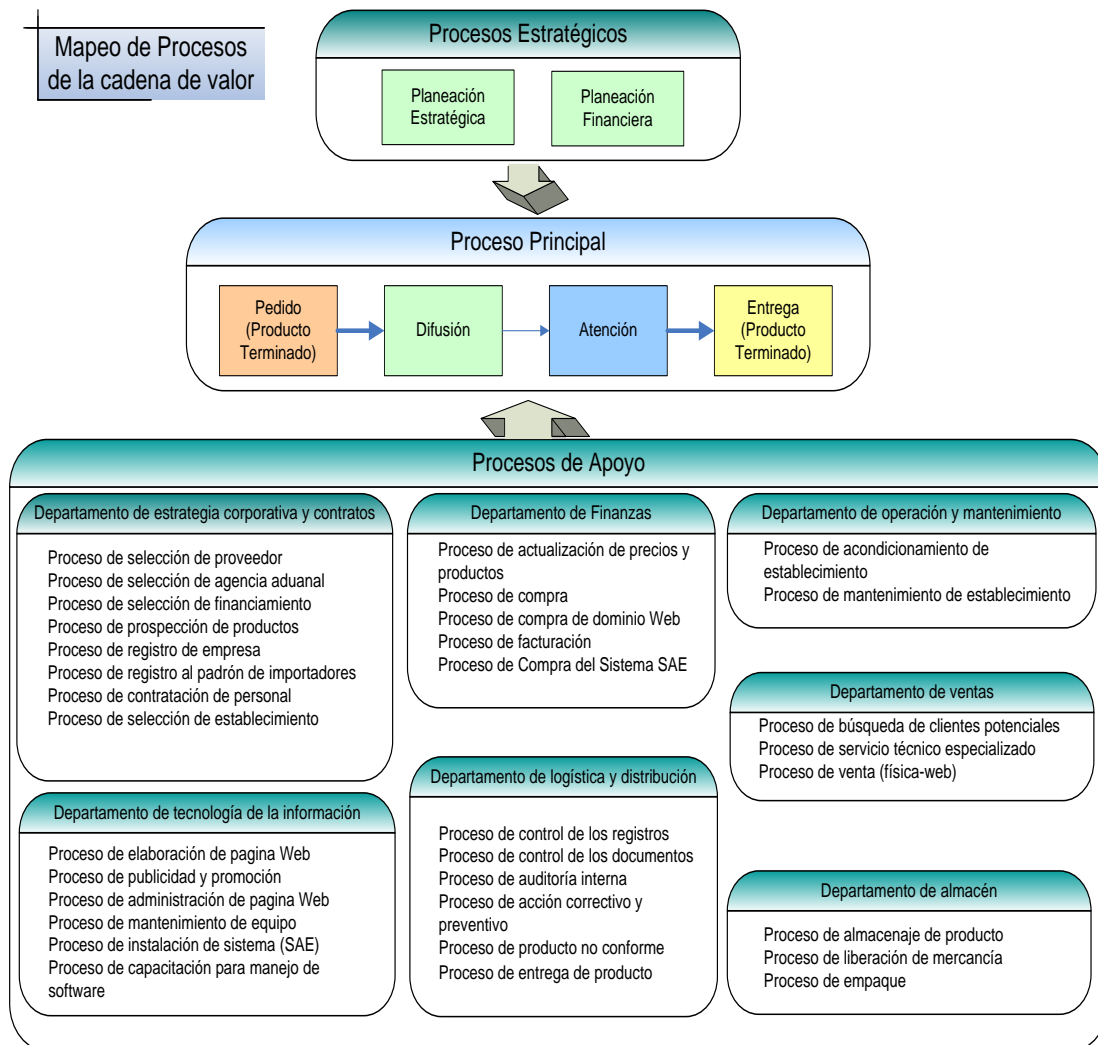 Mapeo de Procesos
de la cadena de valor
Procesos Estratégicos
Planeación
Estratégica
Planeación
Financiera
Proceso Principal
Pedido
(Producto
Terminado)
Difusión
Atención
Entrega
(Producto
Terminado)
Procesos de Apoyo
Departamento de estrategia corporativa y contratos
Proceso de selección de proveedor
Proceso de selección de agencia aduanal
Proceso de selección de financiamiento
Proceso de prospección de productos
Proceso de registro de empresa
Proceso de registro al padrón de importadores
Proceso de contratación de personal
Proceso de selección de establecimiento
Departamento de Finanzas
Proceso de actualización de precios y
productos
Proceso de compra
Proceso de compra de dominio Web
Proceso de facturación
Proceso de Compra del Sistema SAE
Departamento de operación y mantenimiento
Proceso de acondicionamiento de
establecimiento
Proceso de mantenimiento de establecimiento
Departamento de ventas
Proceso de búsqueda de clientes potenciales
Proceso de servicio técnico especializado
Proceso de venta (física-web)
Departamento de tecnología de la información
Proceso de elaboración de pagina Web
Proceso de publicidad y promoción
Proceso de administración de pagina Web
Proceso de mantenimiento de equipo
Proceso de instalación de sistema (SAE)
Proceso de capacitación para manejo de
software
Departamento de logística y distribución
Proceso de control de los registros
Proceso de control de los documentos
Proceso de auditoría interna
Proceso de acción correctivo y
preventivo
Proceso de producto no conforme
Proceso de entrega de producto
Departamento de almacén
Proceso de almacenaje de producto
Proceso de liberación de mercancía
Proceso de empaque